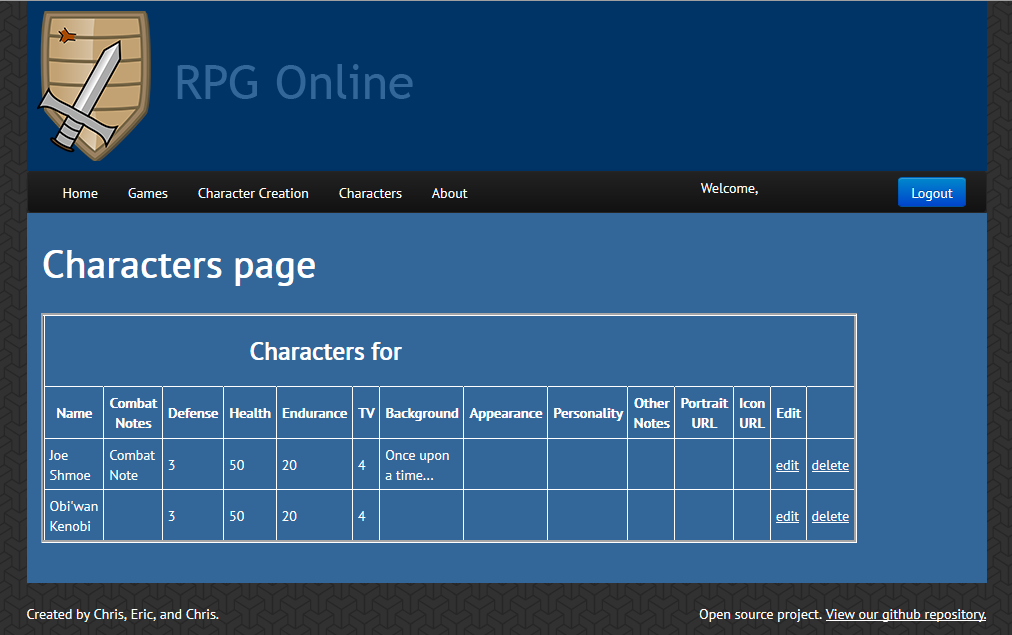 RPG Online
Home Games Character Creation Characters About Welcome, Logout
Characters page
Characters for
Name Combat Notes Defense Health Endurance TV Background Appearance Personality Other Notes Portrait URL Icon URL Edit
Joe Shmoe Combat Note 3 50 20 4 Once upon a time... edit delete
Obi'wan Kenobi 3 50 20 4 edit delete
Created by Chris, Eric, and Chris. Open source project. View our github repository.